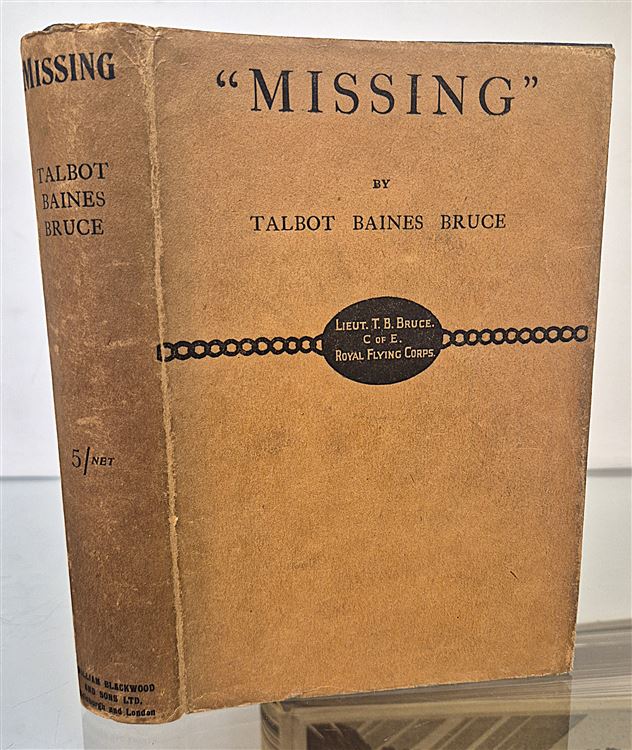 MISSING
TALBOT
BAINES
BRUCE
5/NET
WILLIAM BLACKWOOD
AND SONS LTD.
Edinburgh and London
“MISSING”
BY
TALBOT BAINES BRUCE
LIEUT. T. B. BRUCE.
C OF E.
ROYAL FLYING CORPS.